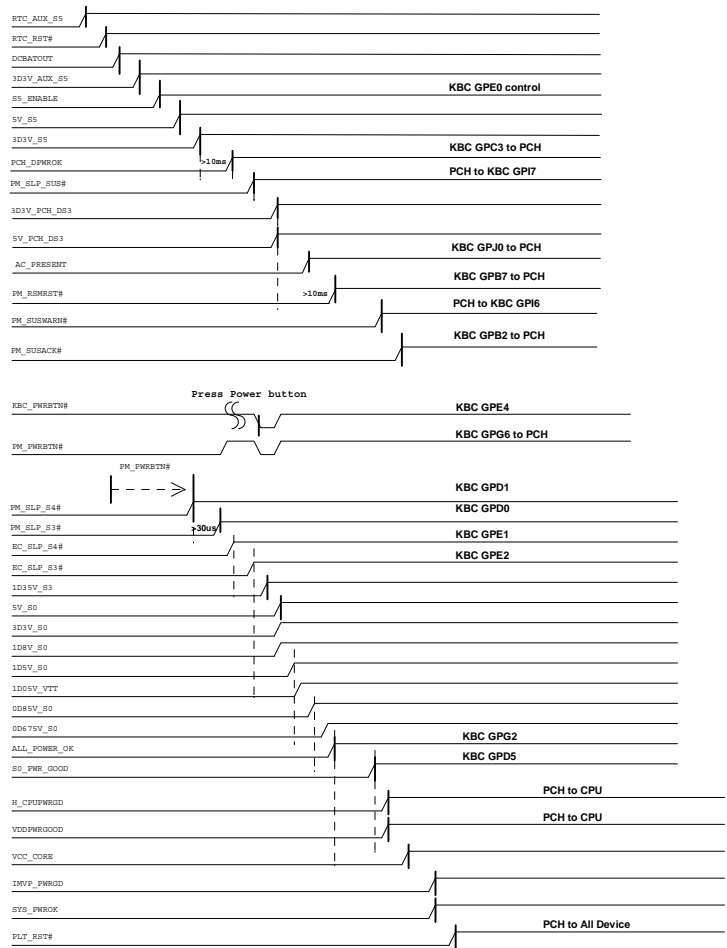 RTC_AUX_S5
RTC_RST#
DCBATOUT
3D3V_AUX_S5
KBC GPE0 control
S5_ENABLE
5V_S5
3D3V_S5
KBC GPC3 to PCH
PCH_DPWROK >10ms
PCH to KBC GPI7
PM_SLP_SUS#
3D3V_PCH_DS3
5V_PCH_DS3
KBC GPJ0 to PCH
AC_PRESENT
KBC GPB7 to PCH
PM_RSMRST# >10ms
PCH to KBC GPI6
PM_SUSWARN#
KBC GPB2 to PCH
PM_SUSACK#
Press Power button
KBC_PWRBTN# KBC GPE4
KBC GPG6 to PCH
PM_PWRBTN#
PM_PWRBTN#
KBC GPD1
PM_SLP_S4# KBC GPD0
PM_SLP_S3# >30us
KBC GPE1
EC_SLP_S4#
KBC GPE2
EC_SLP_S3#
1D35V_S3
5V_S0
3D3V_S0
1D8V_S0
1D5V_S0
1D05V_VTT
0D85V_S0
0D675V_S0
KBC GPG2
ALL_POWER_OK
KBC GPD5
S0_PWR_GOOD
PCH to CPU
H_CPUPWRGD
PCH to CPU
VDDPWRGOOD
VCC_CORE
IMVP_PWRGD
SYS_PWROK
PCH to All Device
PLT_RST#